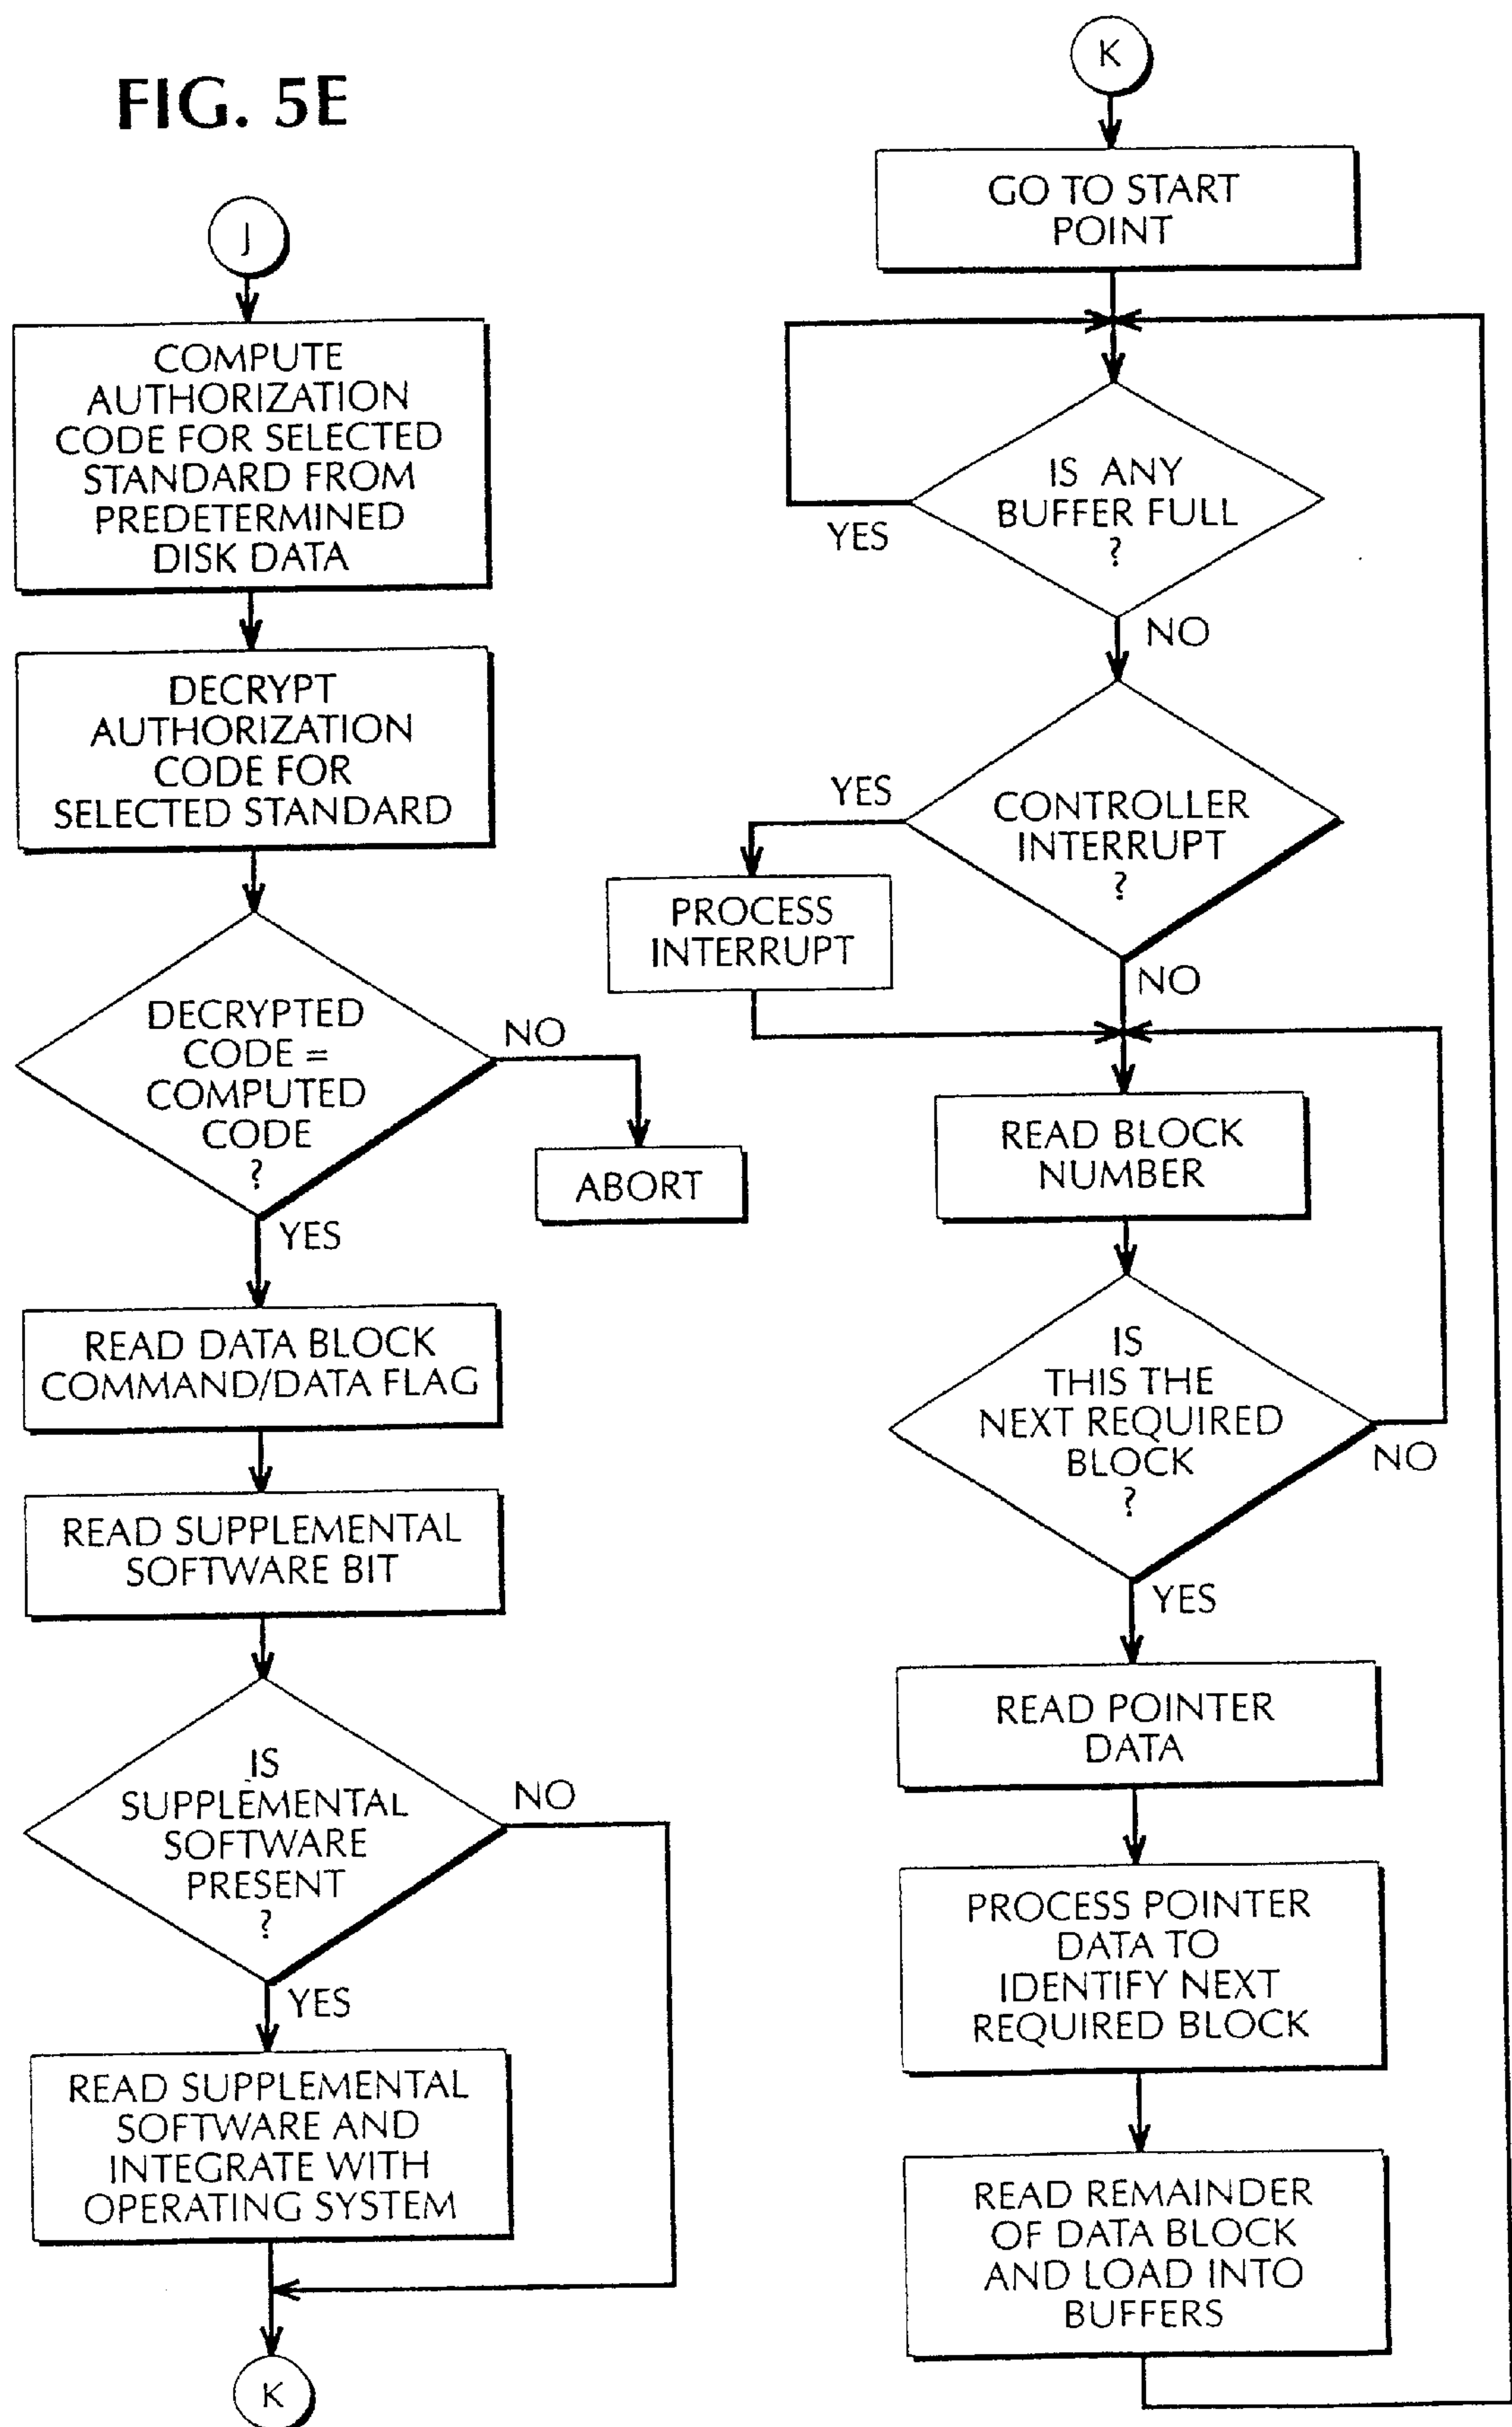 FIG. 5E
J
COMPUTE
AUTHORIZATION
CODE FOR SELECTED
STANDARD FROM
PREDETERMINED
DISK DATA
DECRYPT
AUTHORIZATION
CODE FOR
SELECTED STANDARD
DECRYPTED
CODE =
COMPUTED
CODE
?
NO
ABORT
YES
READ DATA BLOCK
COMMAND/DATA FLAG
READ SUPPLEMENTAL
SOFTWARE BIT
IS
SUPPLEMENTAL
SOFTWARE
PRESENT
?
NO
YES
READ SUPPLEMENTAL
SOFTWARE AND
INTEGRATE WITH
OPERATING SYSTEM
K
K
GO TO START
POINT
IS ANY
BUFFER FULL
?
YES
NO
CONTROLLER
INTERRUPT
?
YES
PROCESS
INTERRUPT
NO
READ BLOCK
NUMBER
IS
THIS THE
NEXT REQUIRED
BLOCK
?
NO
YES
READ POINTER
DATA
PROCESS POINTER
DATA TO
IDENTIFY NEXT
REQUIRED BLOCK
READ REMAINDER
OF DATA BLOCK
AND LOAD INTO
BUFFERS